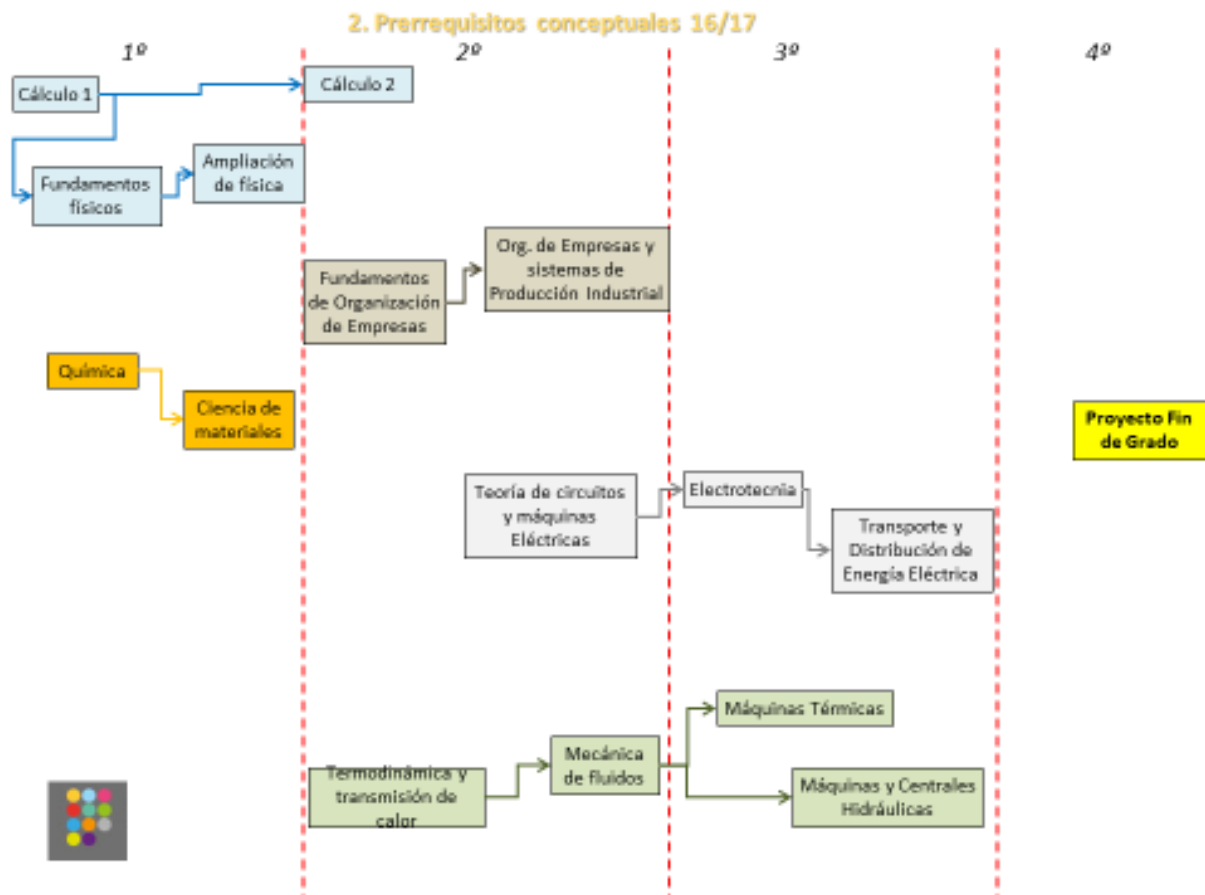 2. Prerrequisitos conceptuales 16/17
1º
2º
3º
4º
Cálculo 1
Cálculo 2
Fundamentos
físicos
Ampliación
de física
Fundamentos
de Organización
de Empresas
Org. de Empresas y
sistemas de
Producción Industrial
Química
Ciencia de
materiales
Proyecto Fin
de Grado
Teoría de circuitos
y máquinas
Eléctricas
Electrotecnia
Transporte y
Distribución de
Energía Eléctrica
Máquinas Térmicas
Mecánica
de fluidos
Termodinámica y
transmisión de
calor
Máquinas y Centrales
Hidráulicas